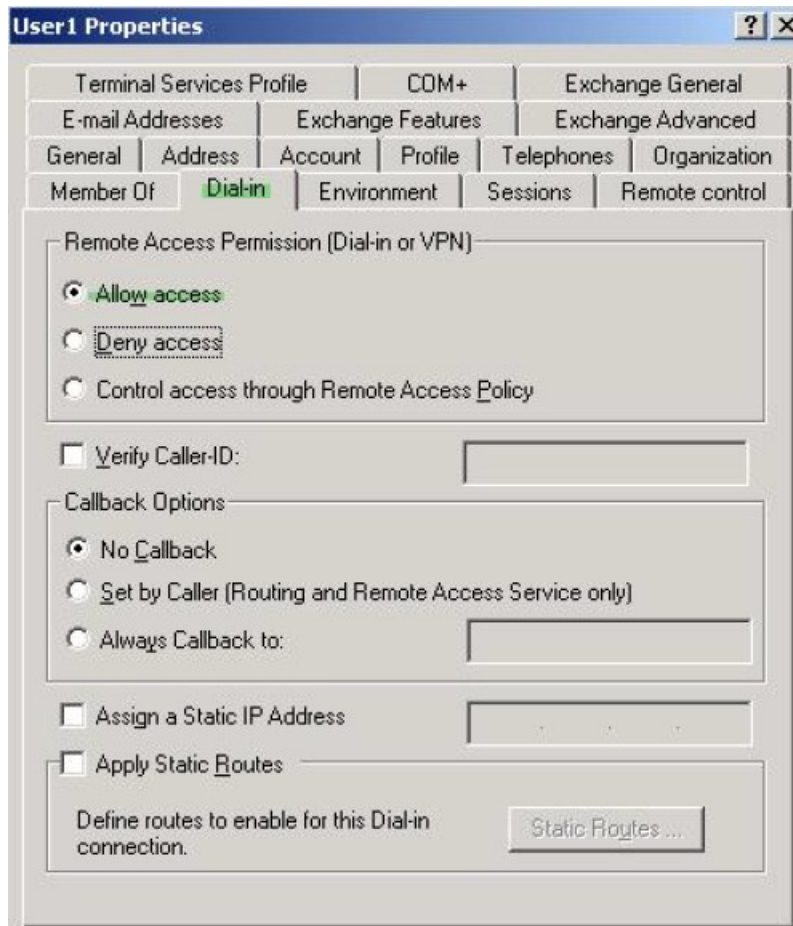 User1 Properties
Terminal Services Profile COM+ Exchange General
E-mail Addresses Exchange Features Exchange Advanced
General Address Account Profile Telephones Organization
Member Of Dial-in Environment Sessions Remote control
Remote Access Permission (Dial-in or VPN)
Allow access
Deny access
Control access through Remote Access Policy
Verify Caller-ID:
Callback Options
No Callback
Set by Caller (Routing and Remote Access Service only)
Always Callback to:
Assign a Static IP Address
Apply Static Routes
Define routes to enable for this Dial-in
connection.
Static Routes ...